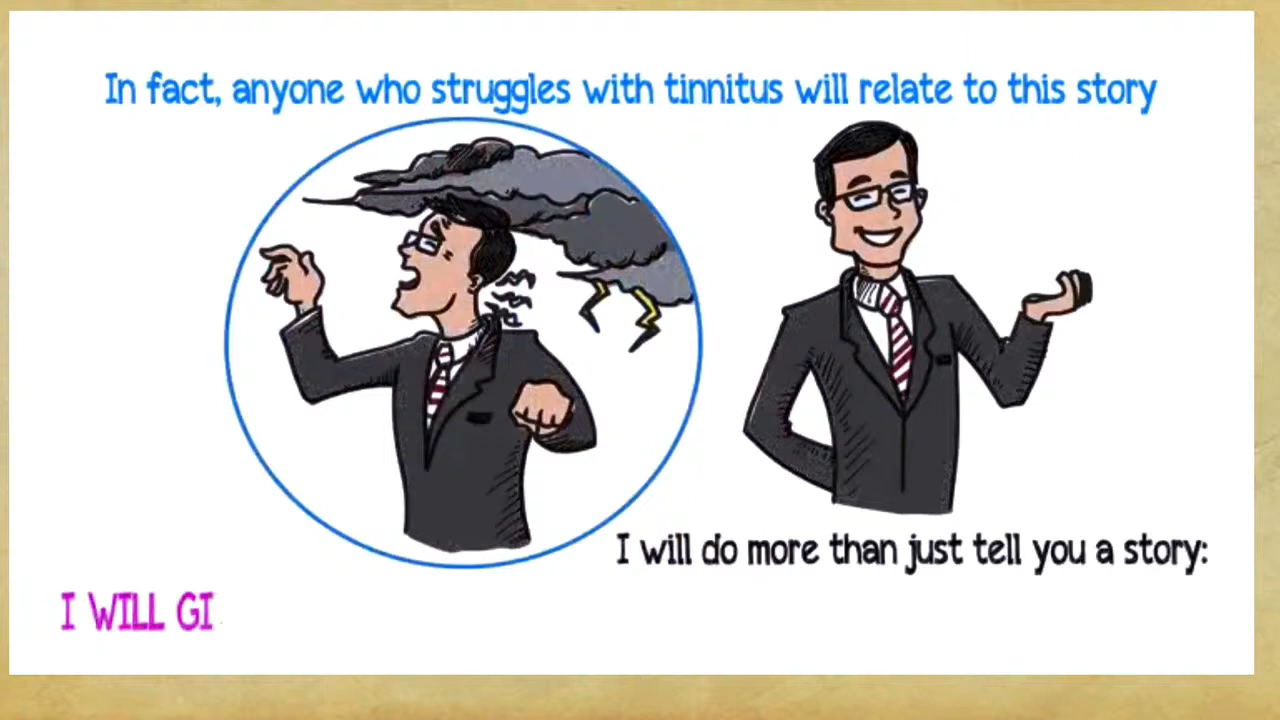 In fact, anyone who struggles with tinnitus will relate to this story
I will do more than just tell you a story:
I WILL GI